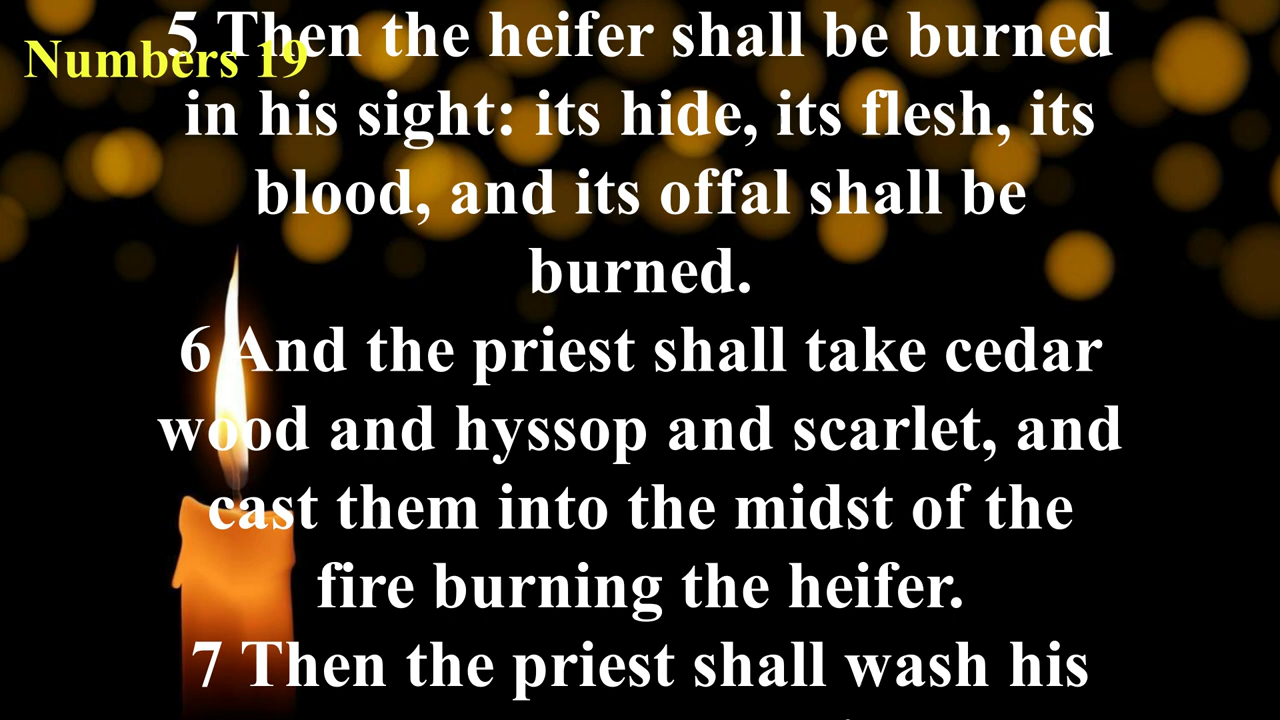 Numbers 19
5 Then the heifer shall be burned
in his sight: its hide, its flesh, its
blood, and its offal shall be
burned.
6 And the priest shall take cedar
wood and hyssop and scarlet, and
cast them into the midst of the
fire burning the heifer.
7 Then the priest shall wash his